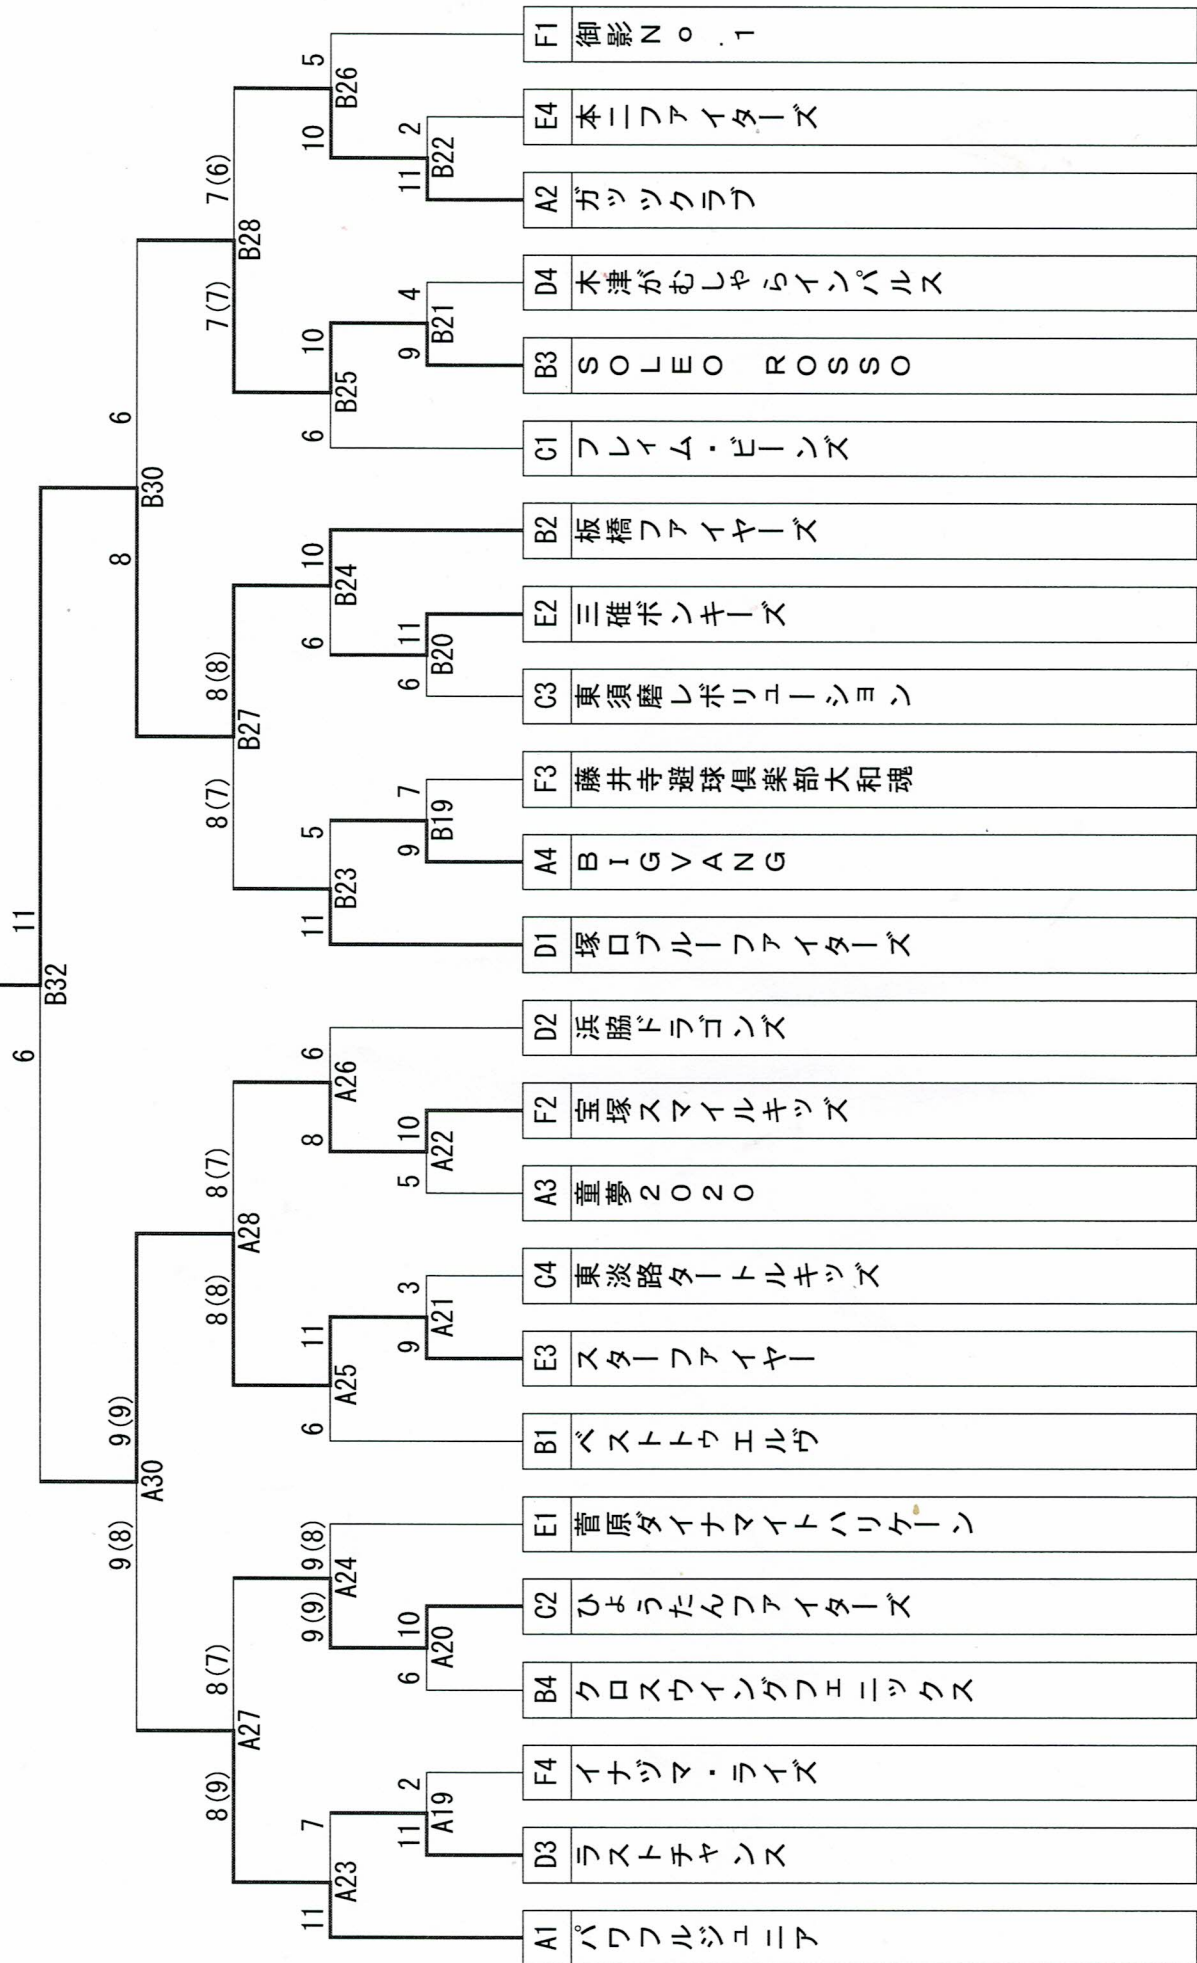 B32
6
11
A30
9(8)
9(9)
B30
8
6
A27
8(9)
8(7)
A28
8(8)
8(7)
B27
8(7)
8(8)
B28
7(7)
7(6)
A23
11
7
A24
9(9)
9(8)
A25
6
11
A26
8
6
B23
11
5
B24
6
10
B25
6
10
B26
10
5
A19
11
2
A20
6
10
A21
9
3
A22
5
10
B19
9
7
B20
6
11
B21
9
4
B22
11
2
A1 パワフルジュニア
D3 ラストチャンス
F4 イナヅマ・ライズ
B4 クロスウイングフェニックス
C2 ひょうたんファイターズ
E1 菅原ダイナマイトハリケーン
B1 ベストトウエルヴ
E3 スターファイヤー
C4 東淡路タートルキッズ
A3 童夢2020
F2 宝塚スマイルキッズ
D2 浜脇ドラゴンズ
D1 塚口ブルーファイターズ
A4 BIGVANG
F3 藤井寺避球倶楽部大和魂
C3 東須磨レボリューション
E2 三碓ボンキーズ
B2 板橋ファイヤーズ
C1 フレイム・ビーンズ
B3 SOLEO ROSSO
D4 木津がむしゃらインパルス
A2 ガッツクラブ
E4 本二ファイターズ
F1 御影No.1